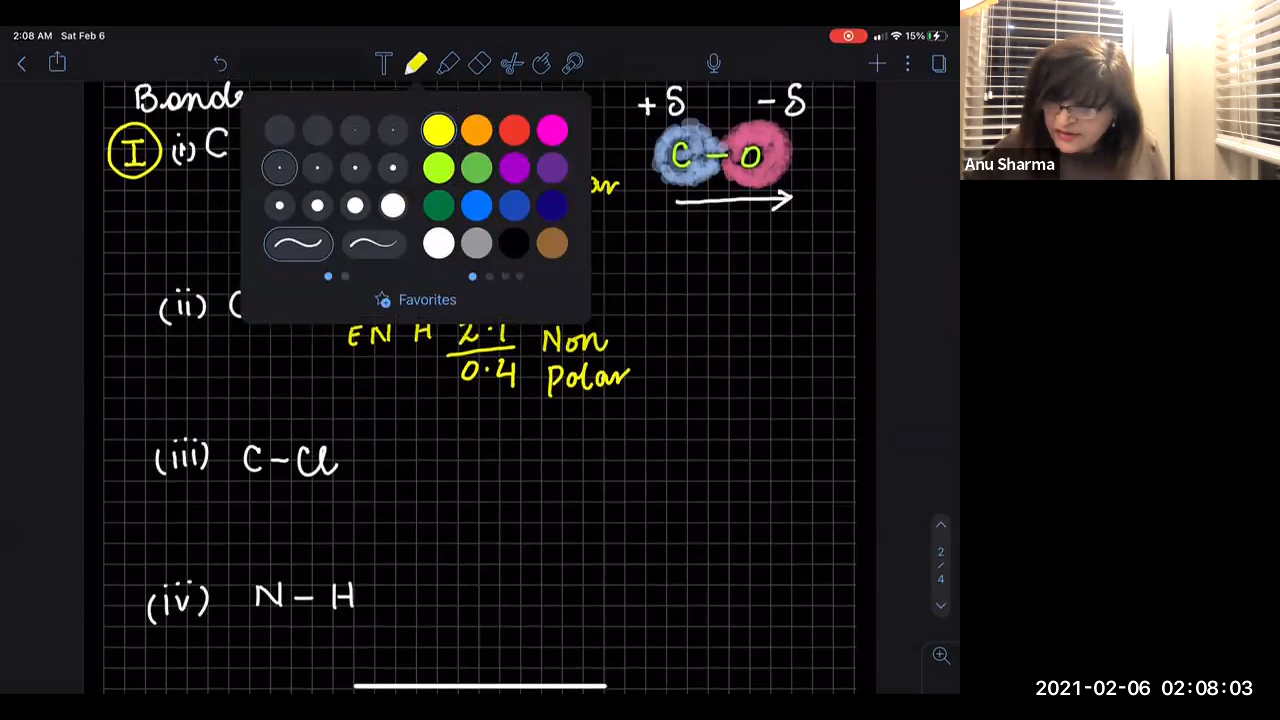 2:08 AM Sat Feb 6
15%
T
Bonds
+δ -δ
I (i) C
C - O
Anu Sharma
(ii)
Favorites
EN H 2.1 Non
0.4 Polar
(iii) C-Cl
2
/
4
(iv) N - H
2021-02-06 02:08:03